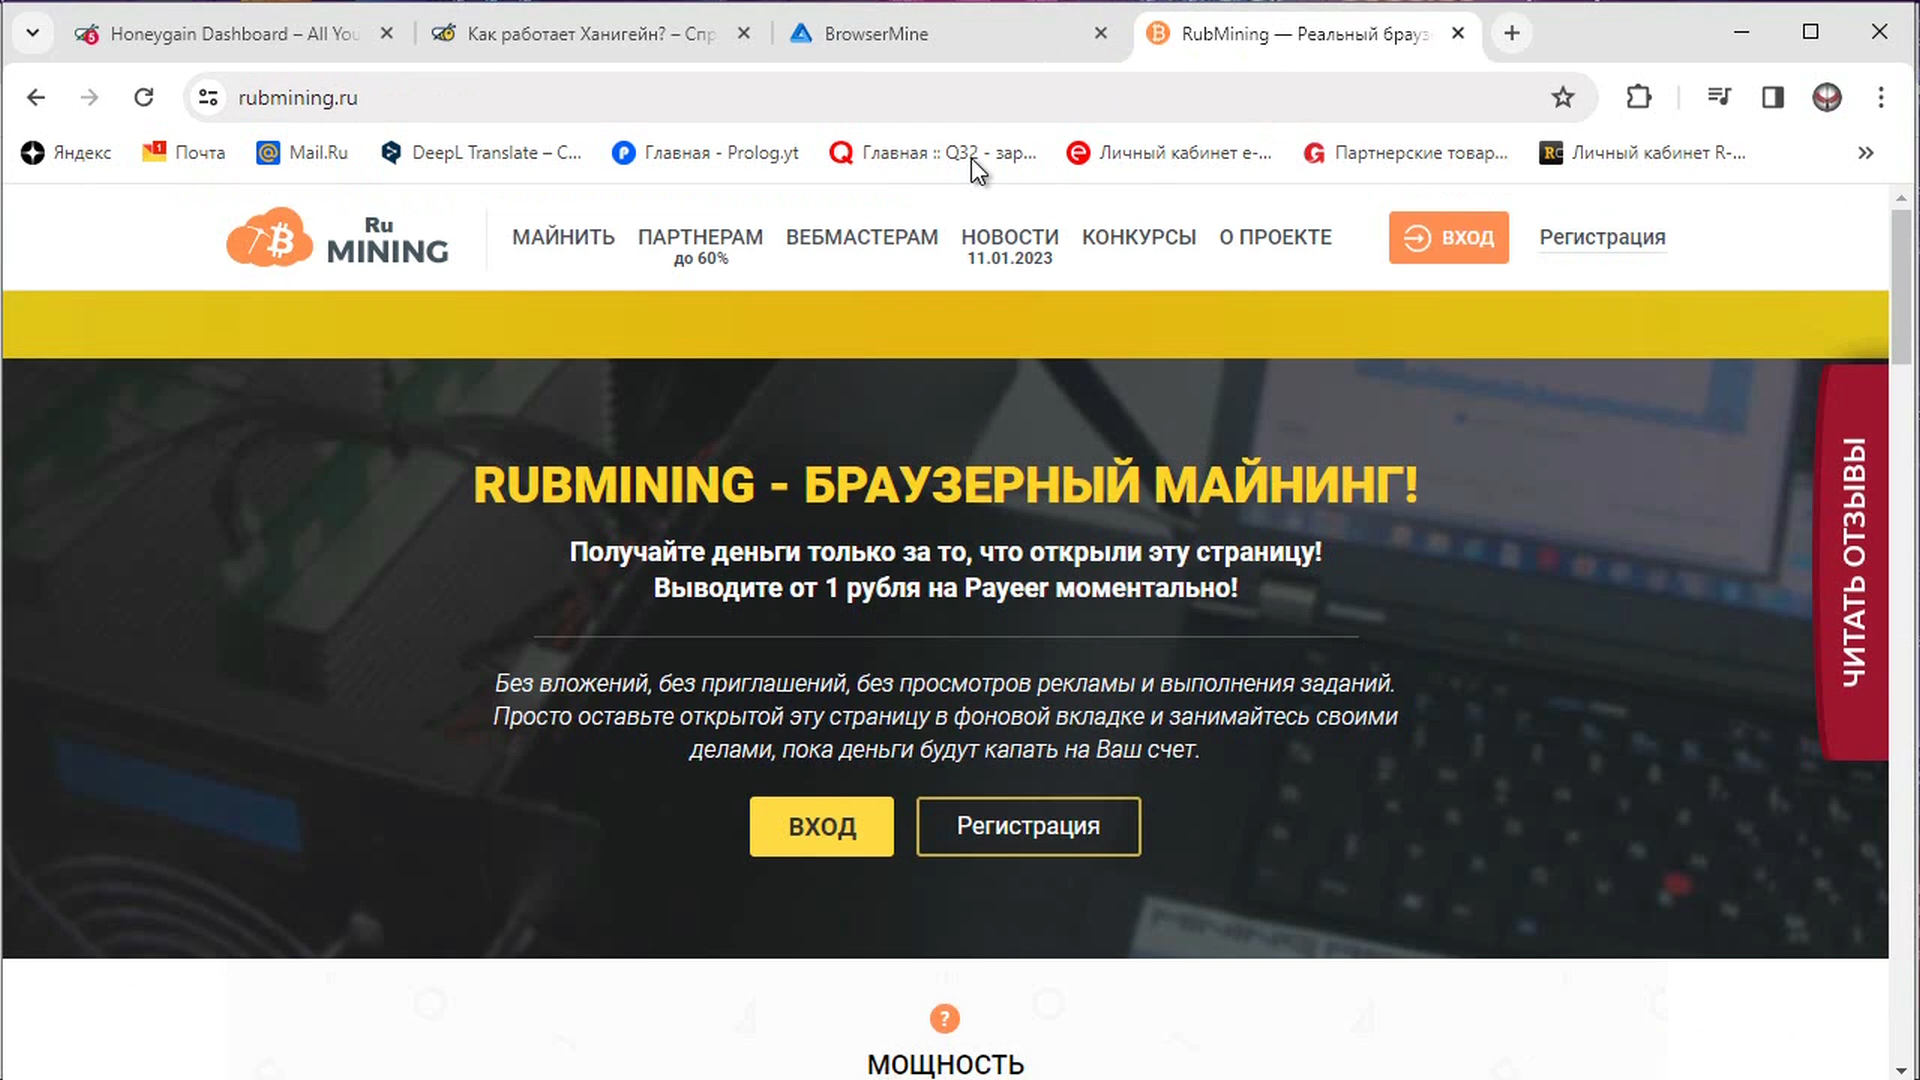 Honeygain Dashboard – All You
Как работает Ханигейн? – Спр
BrowserMine
RubMining — Реальный брауз
rubmining.ru
Яндекс
Почта
Mail.Ru
DeepL Translate – С...
Главная - Prolog.yt
Главная :: Q32 - зар...
Личный кабинет е-...
Партнерские товар...
Личный кабинет R-...
Ru
MINING
МАЙНИТЬ
ПАРТНЕРАМ
до 60%
ВЕБМАСТЕРАМ
НОВОСТИ
11.01.2023
КОНКУРСЫ
О ПРОЕКТЕ
ВХОД
Регистрация
RUBMINING - БРАУЗЕРНЫЙ МАЙНИНГ!
Получайте деньги только за то, что открыли эту страницу!
Выводите от 1 рубля на Payeer моментально!
Без вложений, без приглашений, без просмотров рекламы и выполнения заданий.
Просто оставьте открытой эту страницу в фоновой вкладке и занимайтесь своими
делами, пока деньги будут капать на Ваш счет.
ВХОД
Регистрация
ЧИТАТЬ ОТЗЫВЫ
?
МОЩНОСТЬ